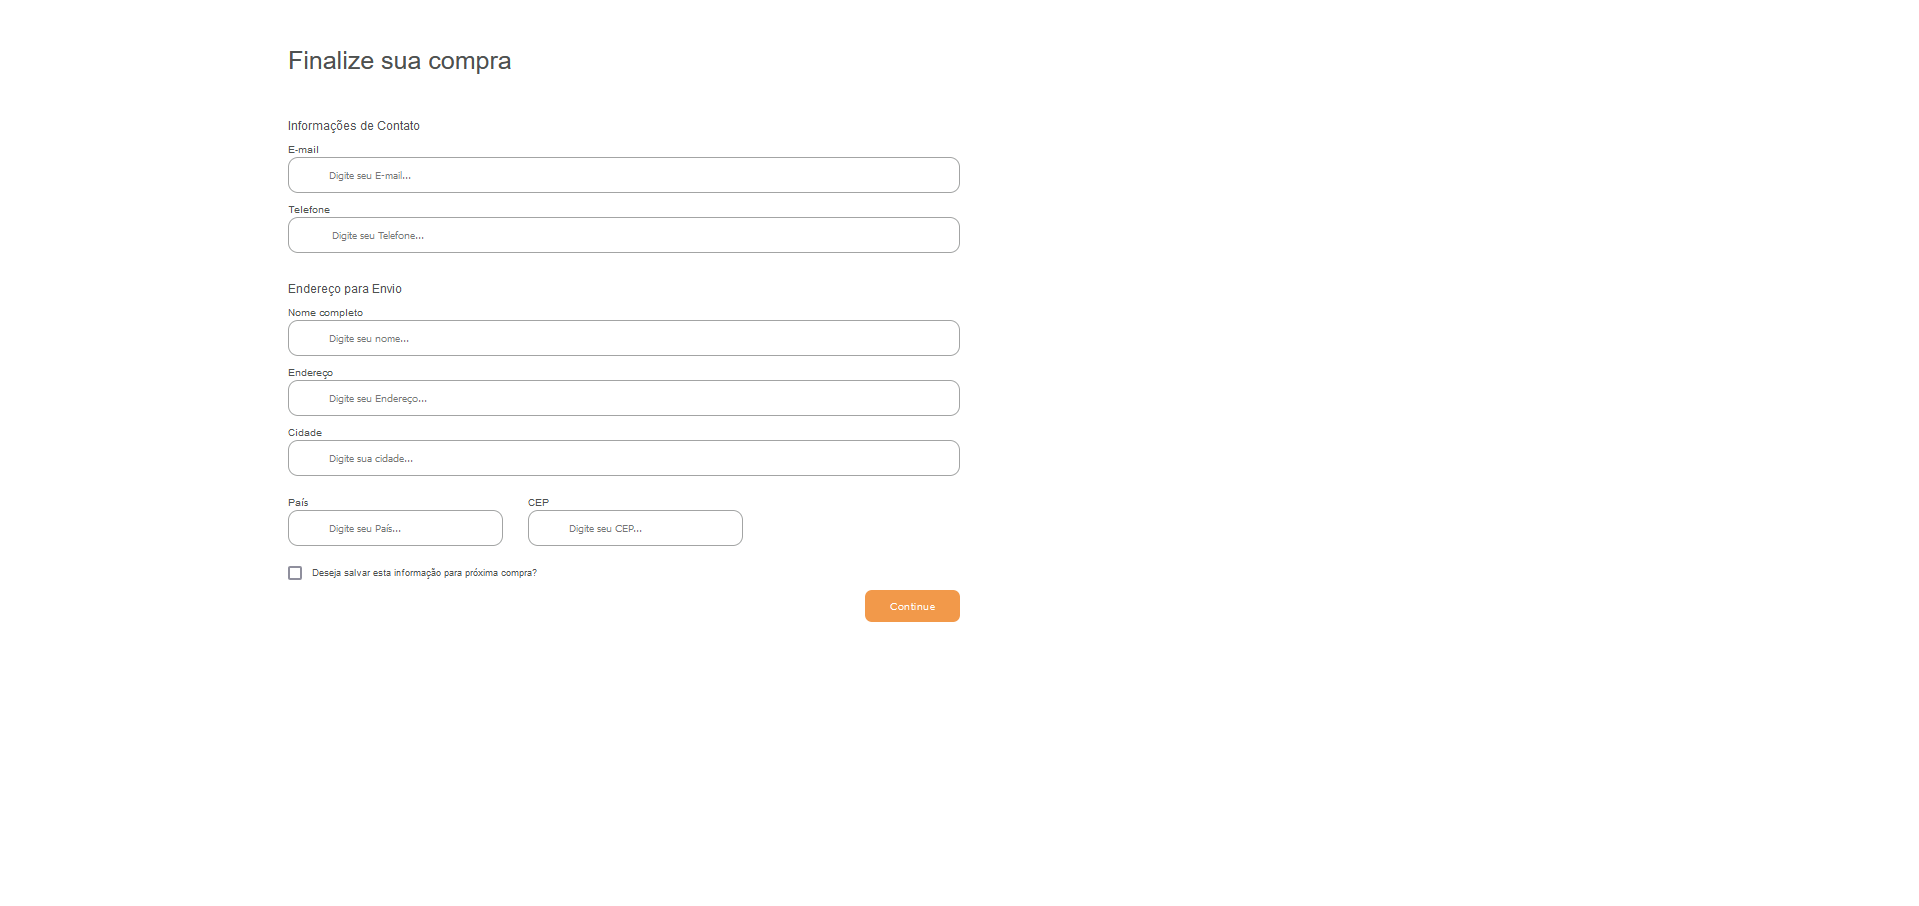 Finalize sua compra
Informações de Contato
E-mail
Digite seu E-mail...
Telefone
Digite seu Telefone...
Endereço para Envio
Nome completo
Digite seu nome...
Endereço
Digite seu Endereço...
Cidade
Digite sua cidade...
País CEP
Digite seu País... Digite seu CEP...
Deseja salvar esta informação para próxima compra?
Continue